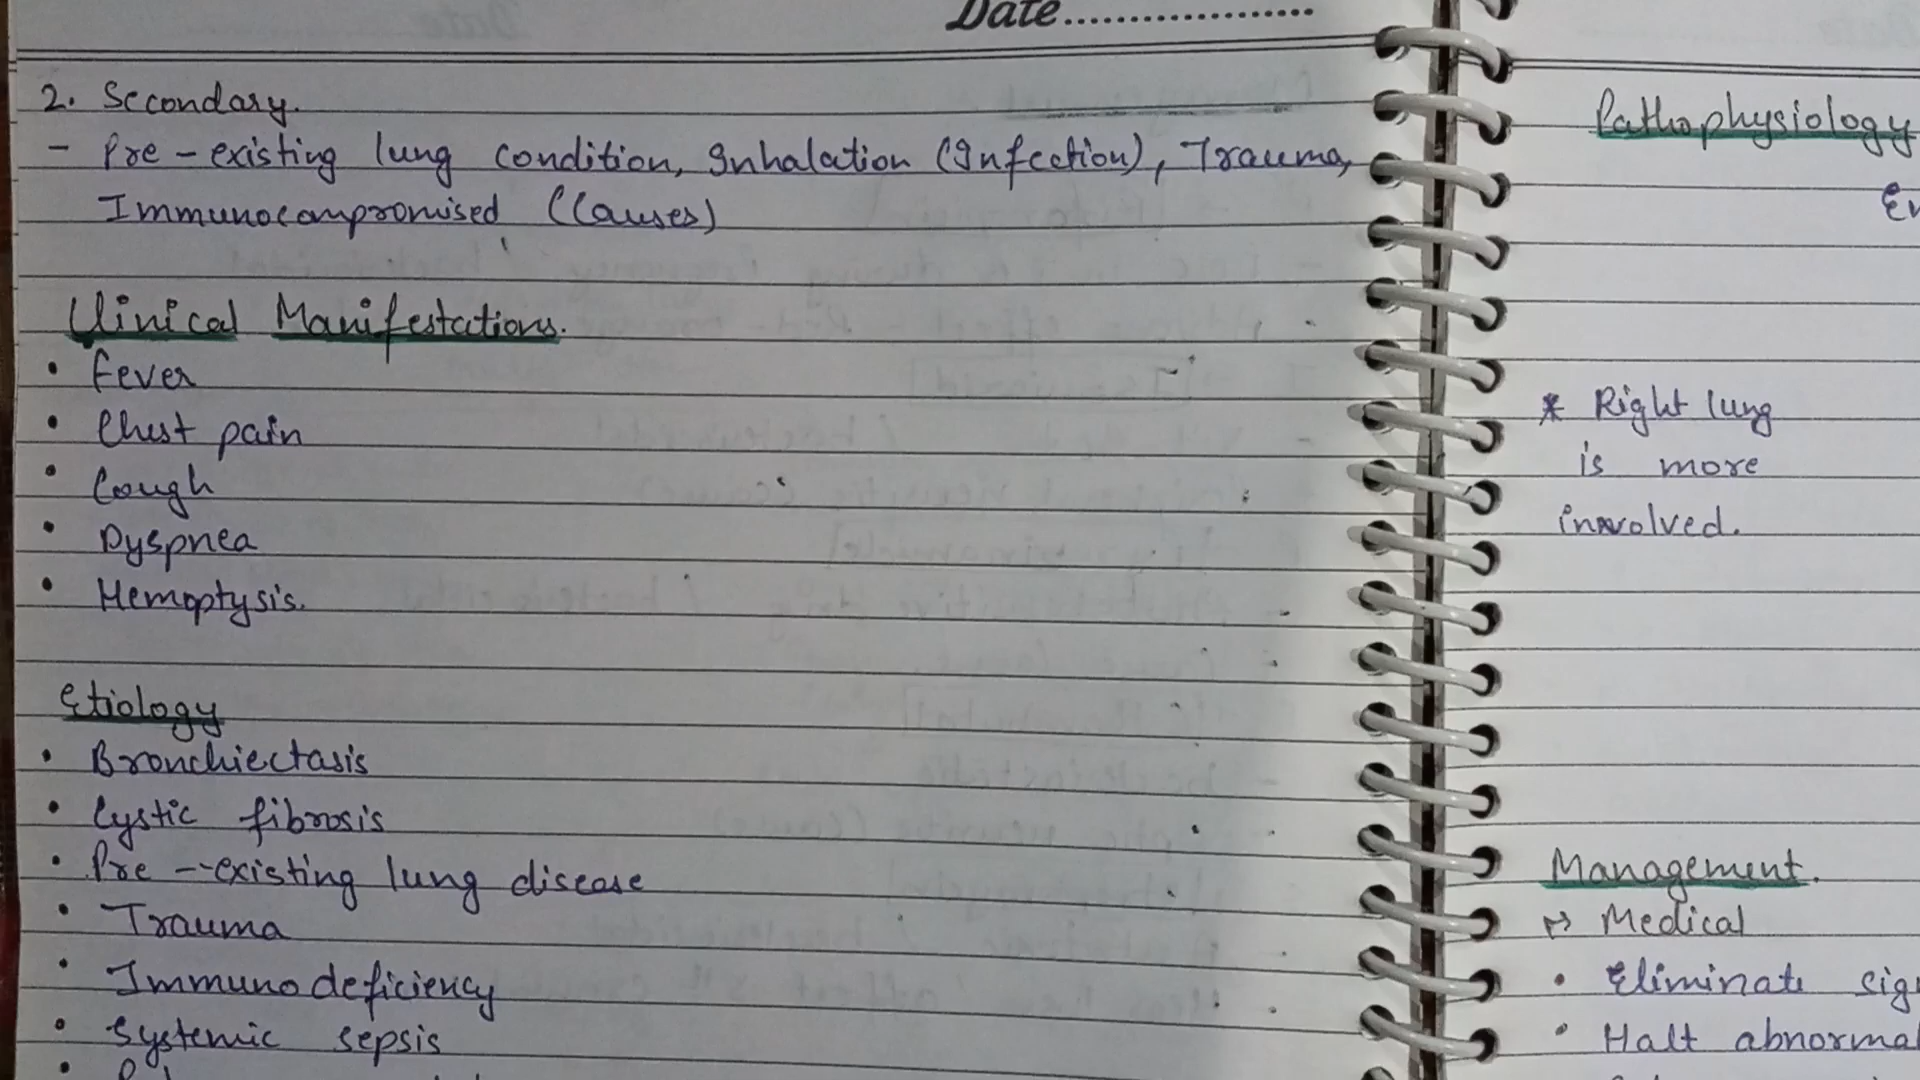 Date....................
2. Secondary.
- Pre-existing lung condition, Inhalation (Infection), Trauma,
Immunocompromised (Causes)
Clinical Manifestations.
• Fever
• Chest pain
• Cough
• Dyspnea
• Hemoptysis.
Etiology
• Bronchiectasis
• Cystic fibrosis
• Pre--existing lung disease
• Trauma
• Immunodeficiency
• Systemic sepsis
Pathophysiology
* Right lung
is more
involved.
Management.
↦ Medical
• Eliminate
• Halt abnormal